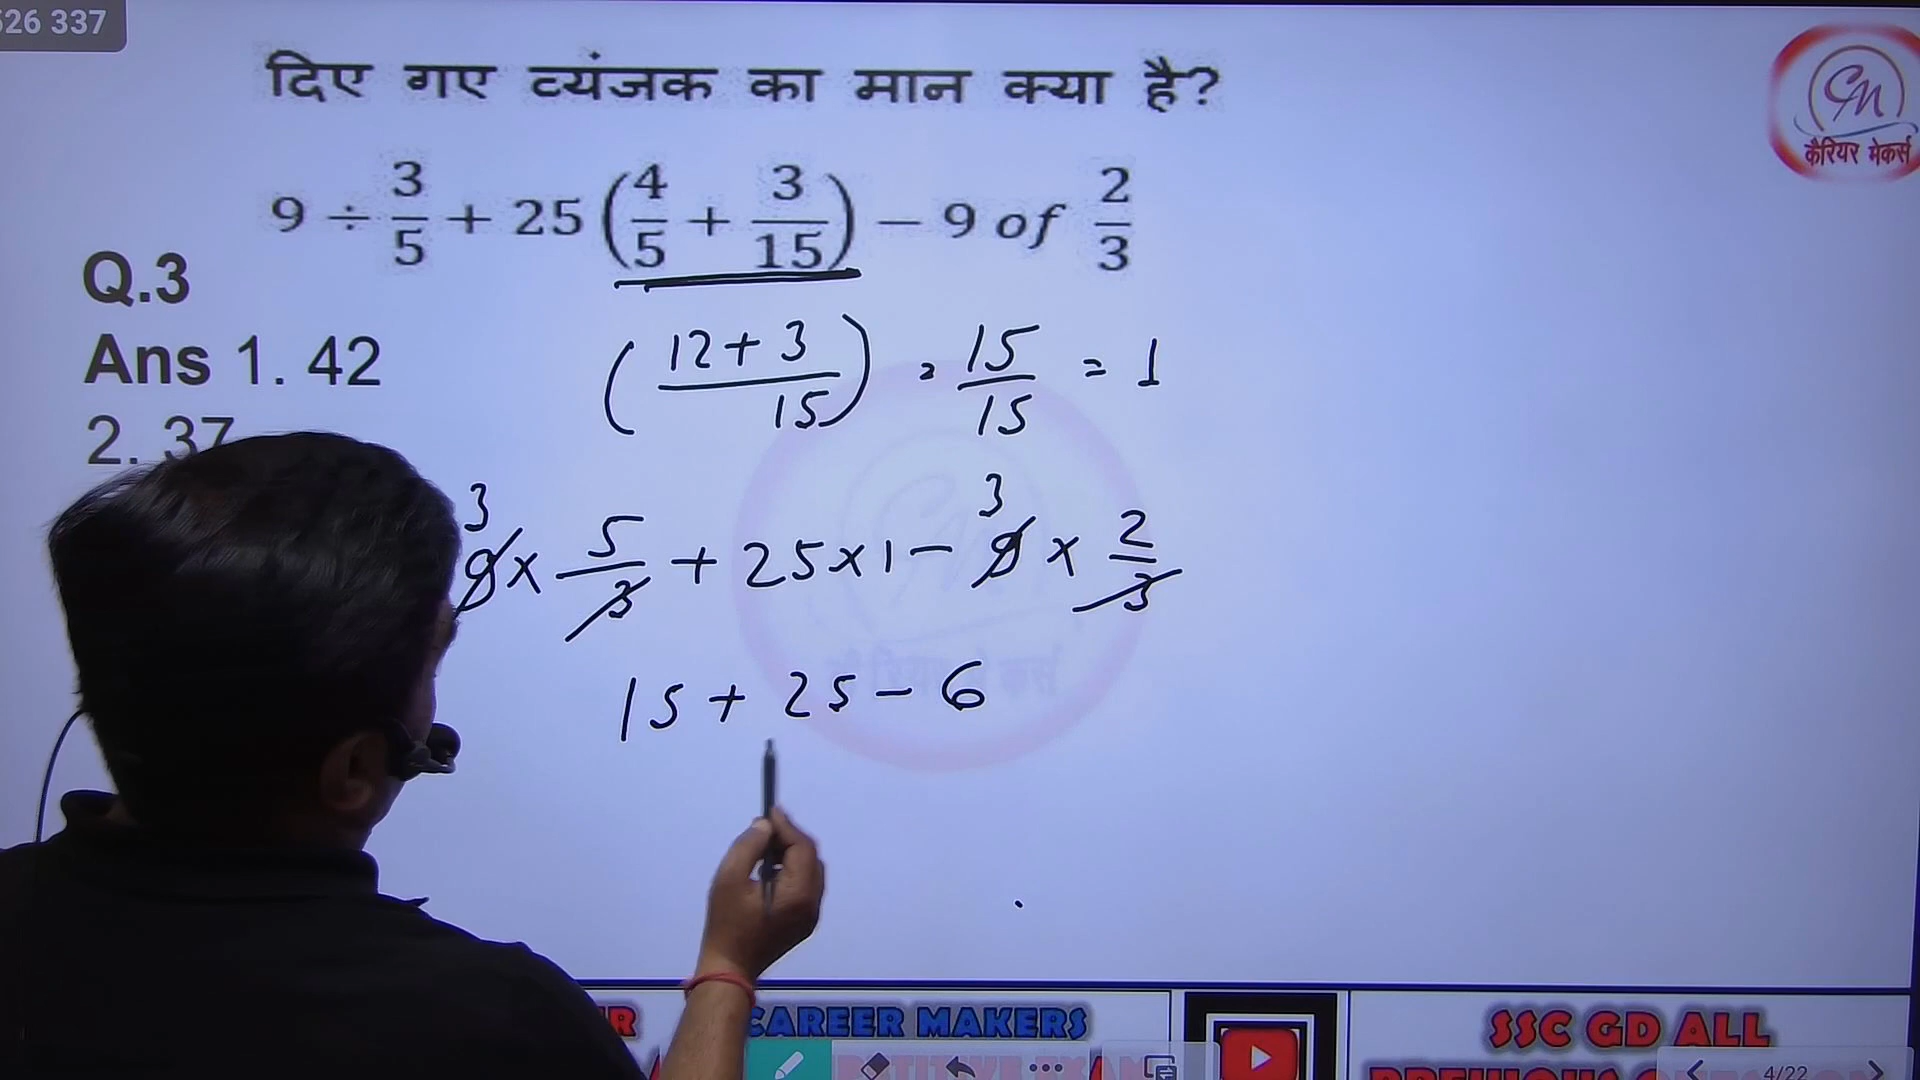 526 337
दिए गए व्यंजक का मान क्या है?
9 ÷ 3/5 + 25 (4/5 + 3/15) − 9 of 2/3
Q.3
Ans 1. 42
2. 37
(12+3/15) = 15/15 = 1
3 3
9 × 5/3 + 25×1 − 9 × 2/3
15 + 25 − 6
CM
कैरियर मेकर्स
CAREER MAKERS
SSC GD ALL
4/22